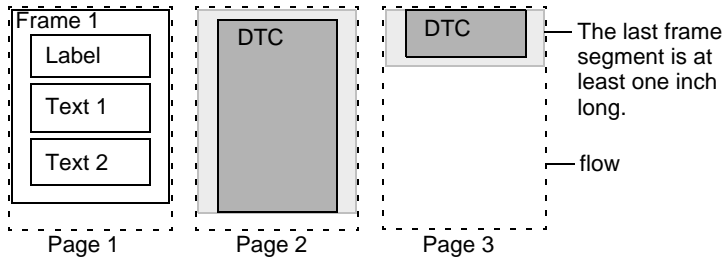 Frame 1
Label
Text 1
Text 2
Page 1
DTC
Page 2
DTC
Page 3
The last frame
segment is at
least one inch
long.
flow